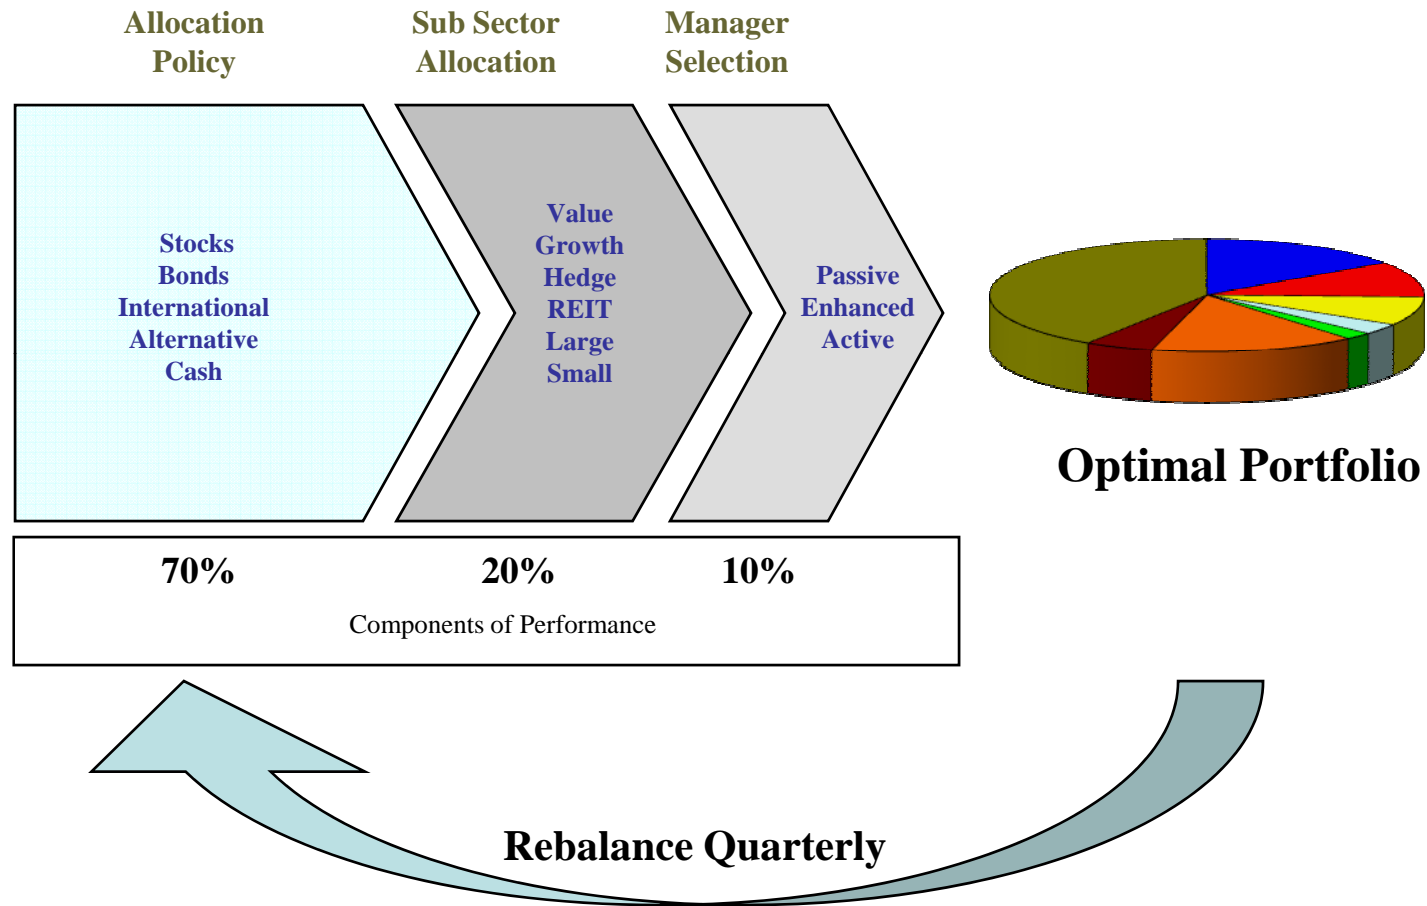 Allocation
Policy
Sub Sector
Allocation
Manager
Selection
Stocks
Bonds
International
Alternative
Cash
Value
Growth
Hedge
REIT
Large
Small
Passive
Enhanced
Active
Optimal Portfolio
70%
20%
10%
Components of Performance
Rebalance Quarterly